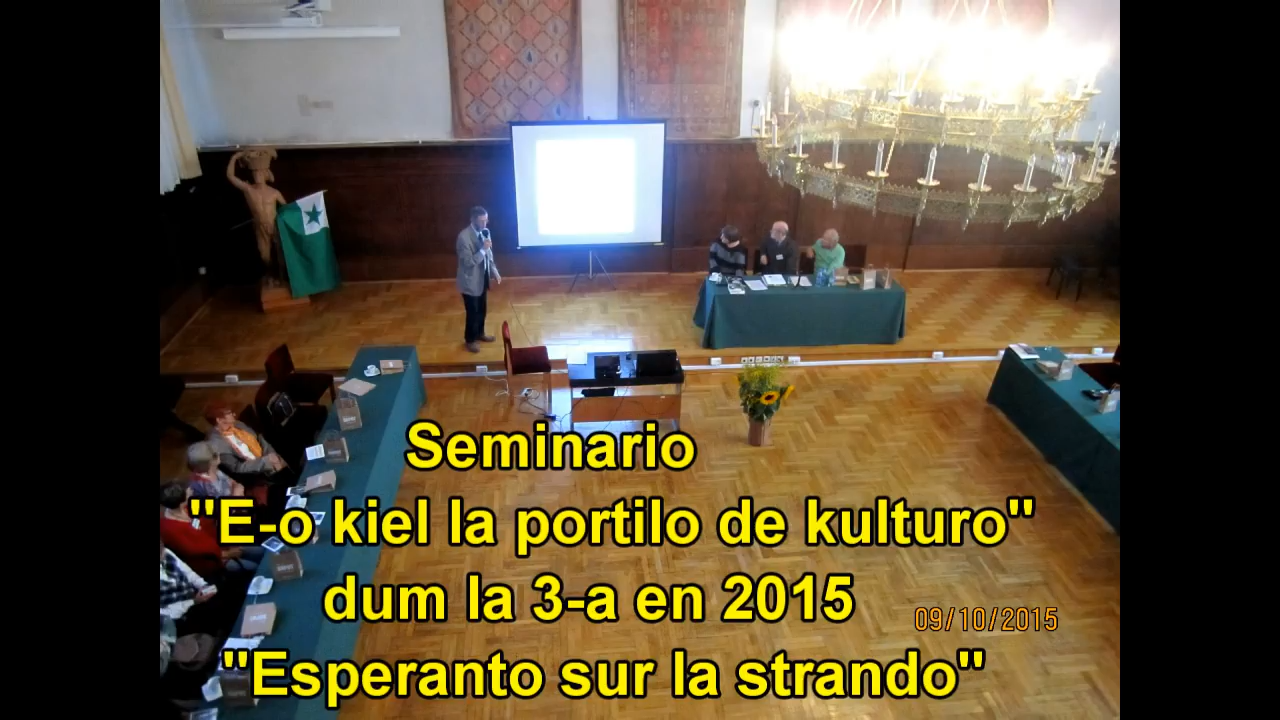 Seminario
"E-o kiel la portilo de kulturo"
dum la 3-a en 2015
09/10/2015
"Esperanto sur la strando"